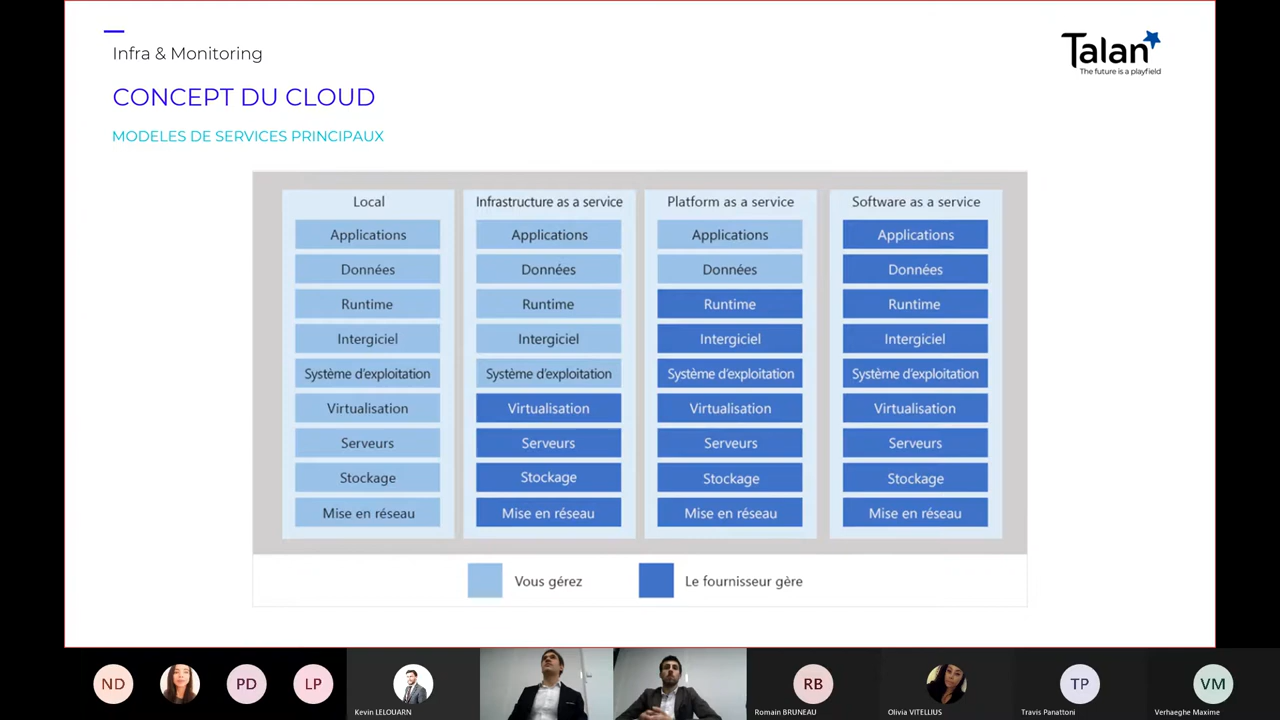 Infra & Monitoring
Talan
The future is a playfield
CONCEPT DU CLOUD
MODELES DE SERVICES PRINCIPAUX
Local
Applications
Données
Runtime
Intergiciel
Système d'exploitation
Virtualisation
Serveurs
Stockage
Mise en réseau
Infrastructure as a service
Applications
Données
Runtime
Intergiciel
Système d'exploitation
Virtualisation
Serveurs
Stockage
Mise en réseau
Platform as a service
Applications
Données
Runtime
Intergiciel
Système d'exploitation
Virtualisation
Serveurs
Stockage
Mise en réseau
Software as a service
Applications
Données
Runtime
Intergiciel
Système d'exploitation
Virtualisation
Serveurs
Stockage
Mise en réseau
Vous gérez
Le fournisseur gère
ND
PD
LP
Kevin LELOUARN
RB
Romain BRUNEAU
Olivia VITELLIUS
TP
Travis Panattoni
VM
Verhaeghe Maxime